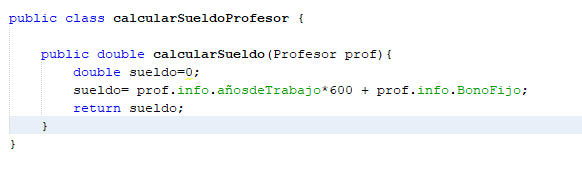 public class calcularSueldoProfesor {
public double calcularSueldo(Profesor prof){
double sueldo=0;
sueldo= prof.info.añosdeTrabajo*600 + prof.info.BonoFijo;
return sueldo;
}
}